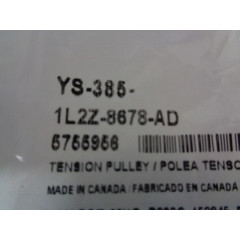 YS-385-
1L2Z-8678-AD
5755956
TENSION PULLEY / POLEA TENSO
MADE IN CANADA / FABRICADO EN CANADA